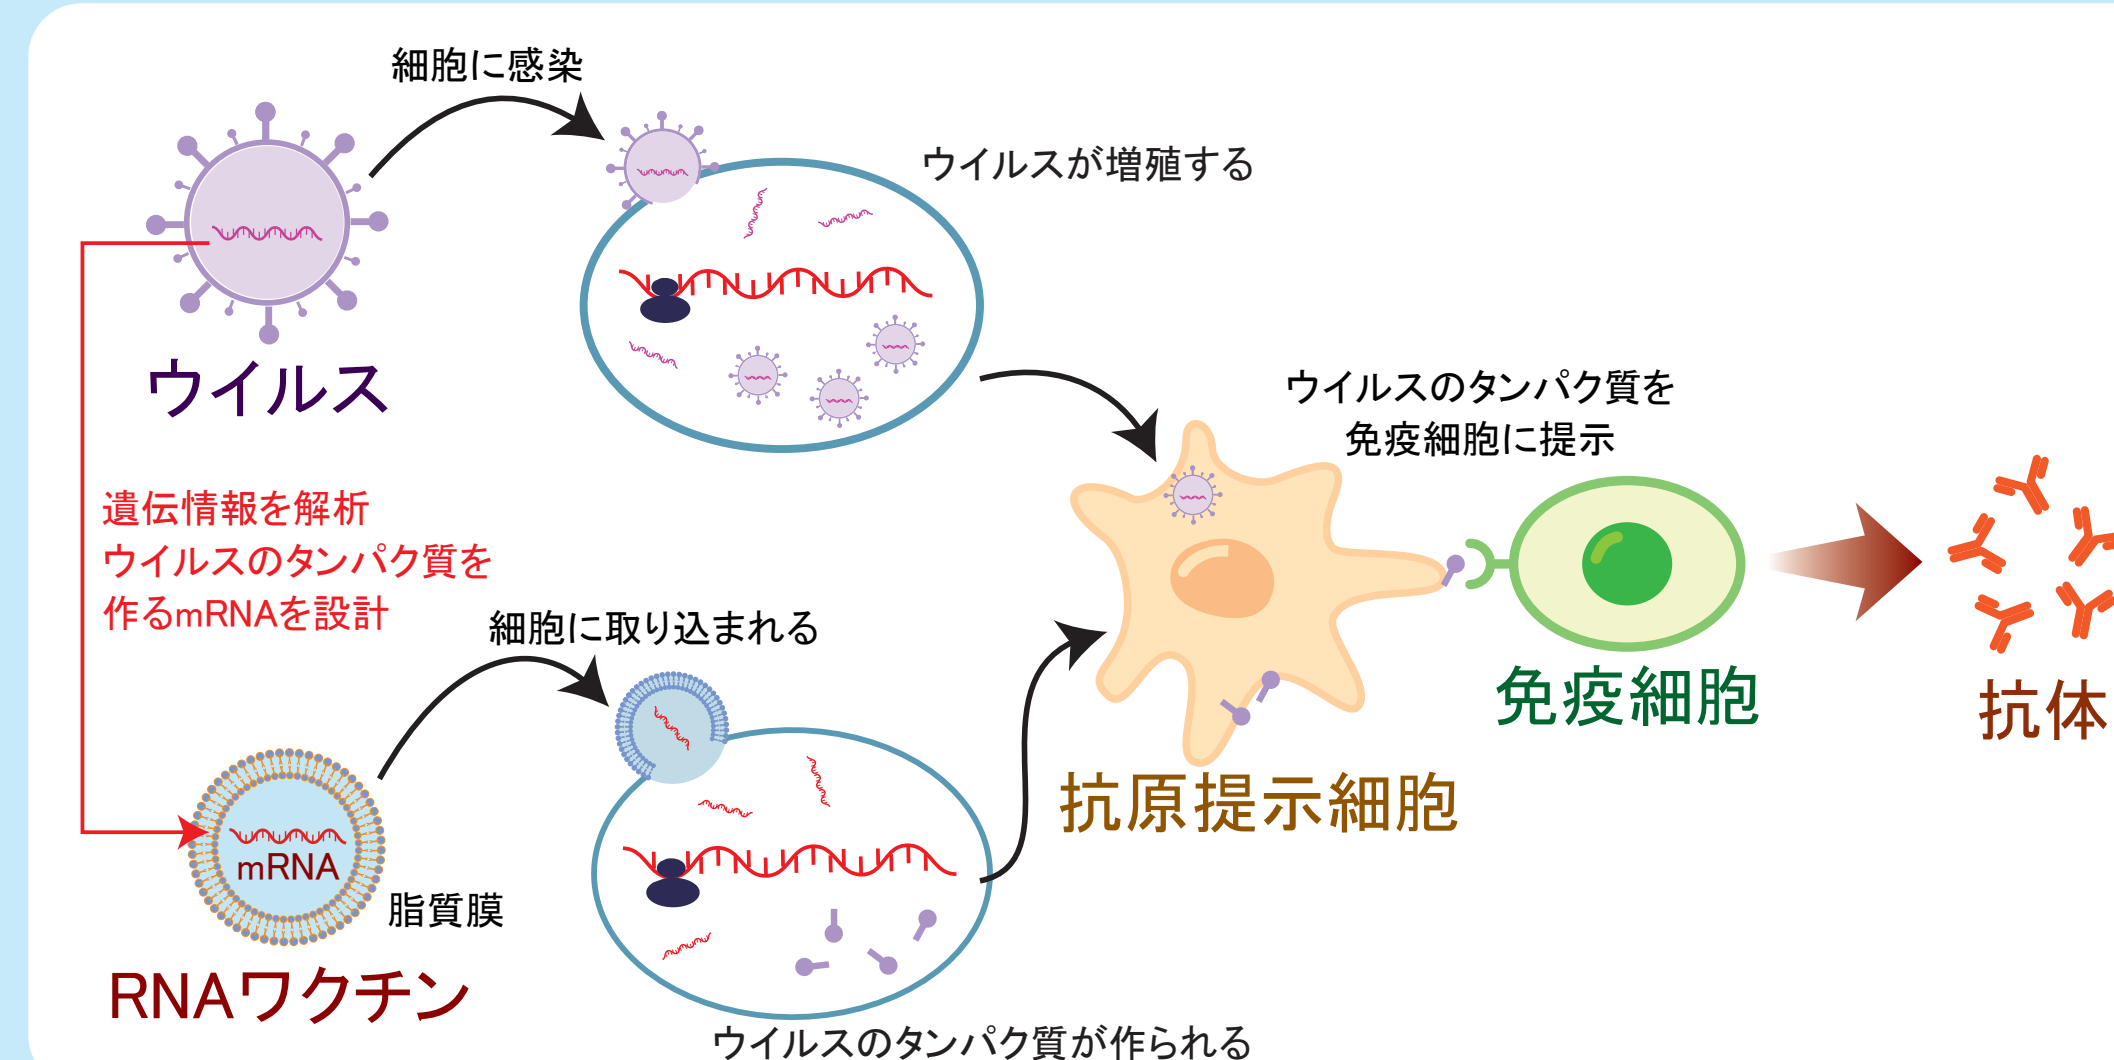 細胞に感染
ウイルスが増殖する
ウイルス
ウイルスのタンパク質を
免疫細胞に提示
遺伝情報を解析
ウイルスのタンパク質を
作るmRNAを設計
細胞に取り込まれる
免疫細胞
抗体
抗原提示細胞
mRNA
脂質膜
RNAワクチン
ウイルスのタンパク質が作られる